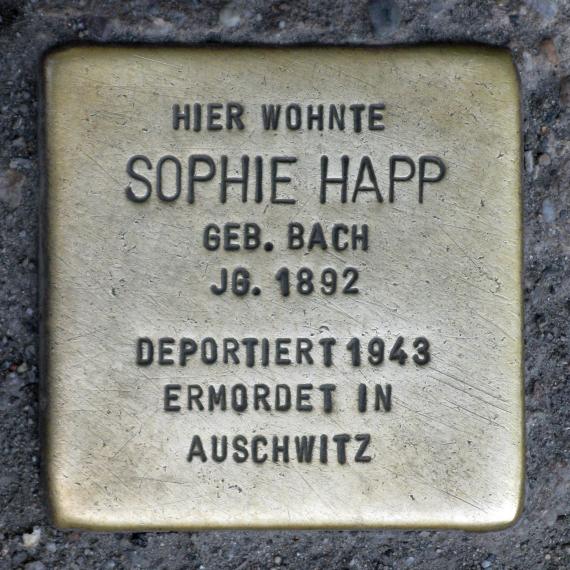 HIER WOHNTE
SOPHIE HAPP
GEB. BACH
JG. 1892
DEPORTIERT 1943
ERMORDET IN
AUSCHWITZ